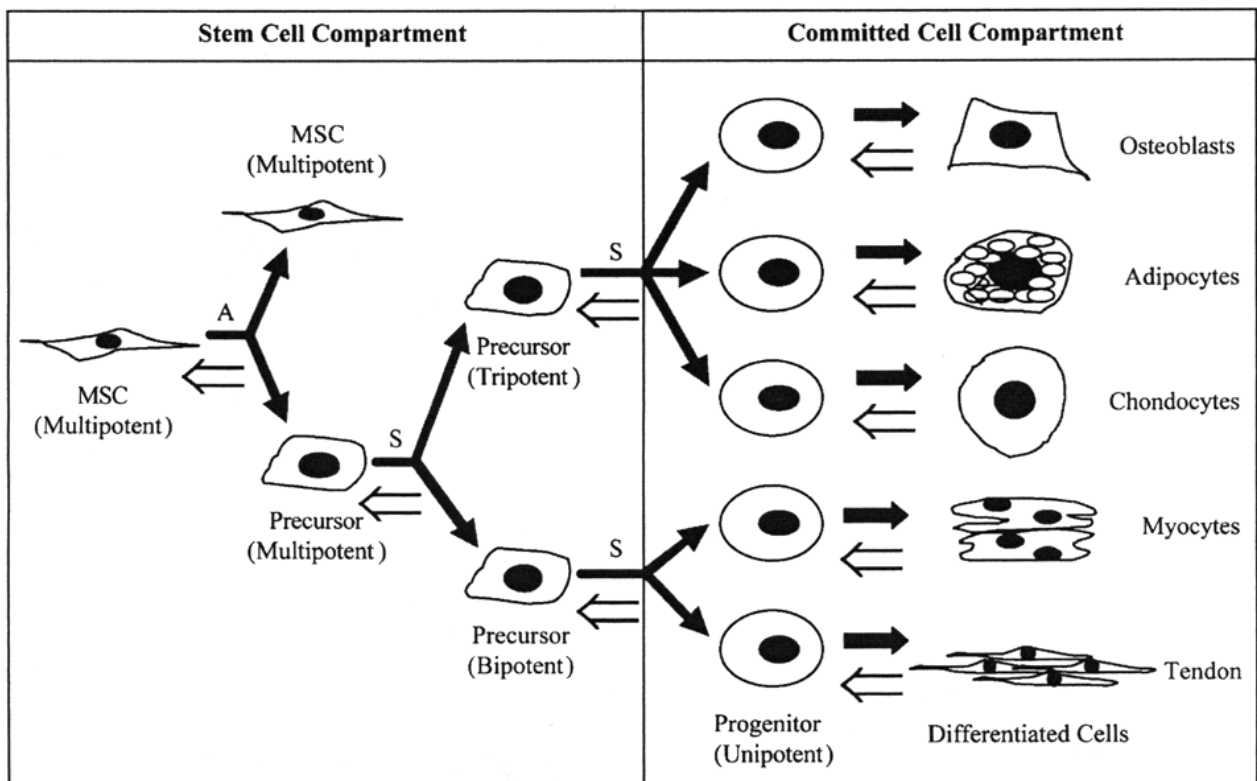 Stem Cell Compartment
Committed Cell Compartment
MSC
(Multipotent)
A
MSC
(Multipotent)
Precursor
(Multipotent)
S
Precursor
(Tripotent)
S
Precursor
(Bipotent)
S
Osteoblasts
Adipocytes
Chondocytes
Myocytes
Tendon
Progenitor
(Unipotent)
Differentiated Cells